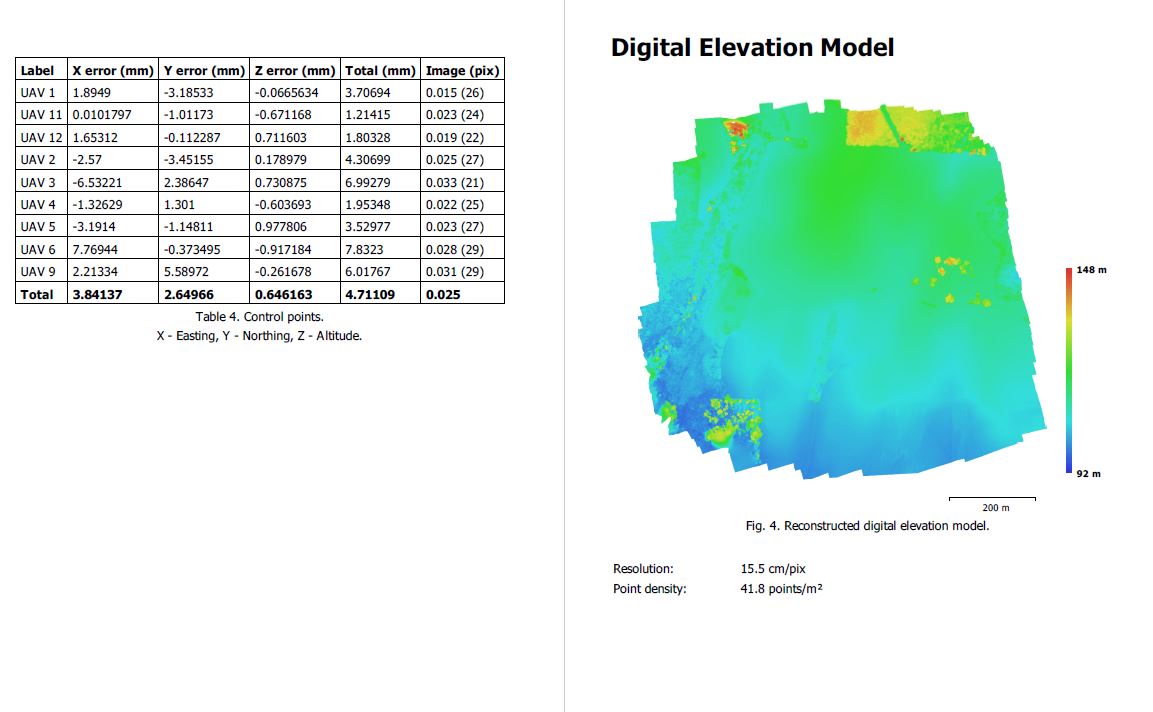 Label X error (mm) Y error (mm) Z error (mm) Total (mm) Image (pix)
UAV 1 1.8949 -3.18533 -0.0665634 3.70694 0.015 (26)
UAV 11 0.0101797 -1.01173 -0.671168 1.21415 0.023 (24)
UAV 12 1.65312 -0.112287 0.711603 1.80328 0.019 (22)
UAV 2 -2.57 -3.45155 0.178979 4.30699 0.025 (27)
UAV 3 -6.53221 2.38647 0.730875 6.99279 0.033 (21)
UAV 4 -1.32629 1.301 -0.603693 1.95348 0.022 (25)
UAV 5 -3.1914 -1.14811 0.977806 3.52977 0.023 (27)
UAV 6 7.76944 -0.373495 -0.917184 7.8323 0.028 (29)
UAV 9 2.21334 5.58972 -0.261678 6.01767 0.031 (29)
Total 3.84137 2.64966 0.646163 4.71109 0.025
Table 4. Control points.
X - Easting, Y - Northing, Z - Altitude.
Digital Elevation Model
148 m
92 m
200 m
Fig. 4. Reconstructed digital elevation model.
Resolution: 15.5 cm/pix
Point density: 41.8 points/m²